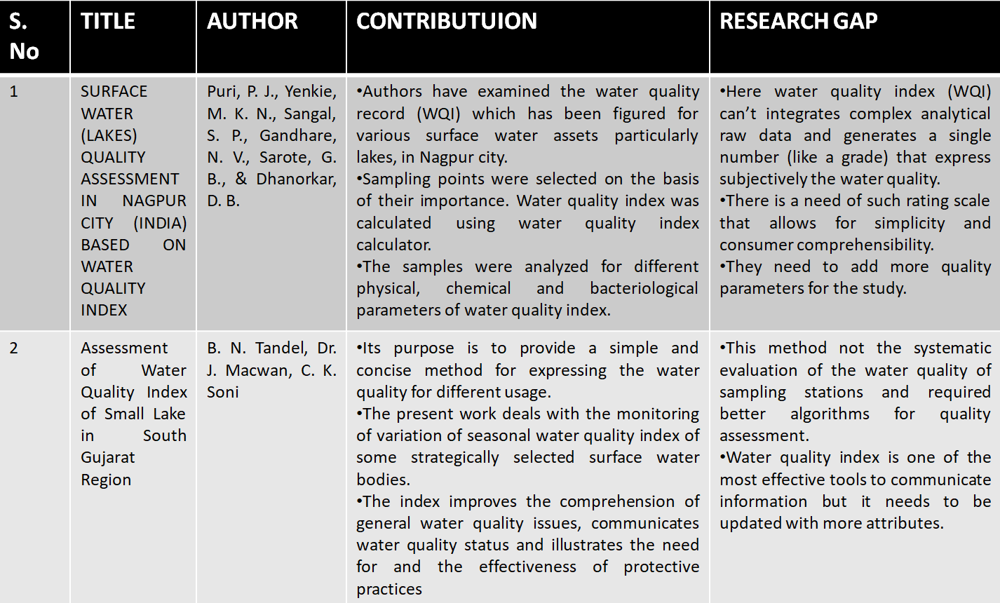 S.
No
TITLE
AUTHOR
CONTRIBUTUION
RESEARCH GAP
1
SURFACE
WATER
(LAKES)
QUALITY
ASSESSMENT
IN NAGPUR
CITY (INDIA)
BASED ON
WATER
QUALITY
INDEX
Puri, P. J., Yenkie,
M. K. N., Sangal,
S. P., Gandhare,
N. V., Sarote, G.
B., & Dhanorkar,
D. B.
•Authors have examined the water quality
record (WQI) which has been figured for
various surface water assets particularly
lakes, in Nagpur city.
•Sampling points were selected on the basis
of their importance. Water quality index was
calculated using water quality index
calculator.
•The samples were analyzed for different
physical, chemical and bacteriological
parameters of water quality index.
•Here water quality index (WQI)
can’t integrates complex analytical
raw data and generates a single
number (like a grade) that express
subjectively the water quality.
•There is a need of such rating scale
that allows for simplicity and
consumer comprehensibility.
•They need to add more quality
parameters for the study.
2
Assessment
of Water
Quality Index
of Small Lake
in South
Gujarat
Region
B. N. Tandel, Dr.
J. Macwan, C. K.
Soni
•Its purpose is to provide a simple and
concise method for expressing the water
quality for different usage.
•The present work deals with the monitoring
of variation of seasonal water quality index of
some strategically selected surface water
bodies.
•The index improves the comprehension of
general water quality issues, communicates
water quality status and illustrates the need
for and the effectiveness of protective
practices
•This method not the systematic
evaluation of the water quality of
sampling stations and required
better algorithms for quality
assessment.
•Water quality index is one of the
most effective tools to communicate
information but it needs to be
updated with more attributes.